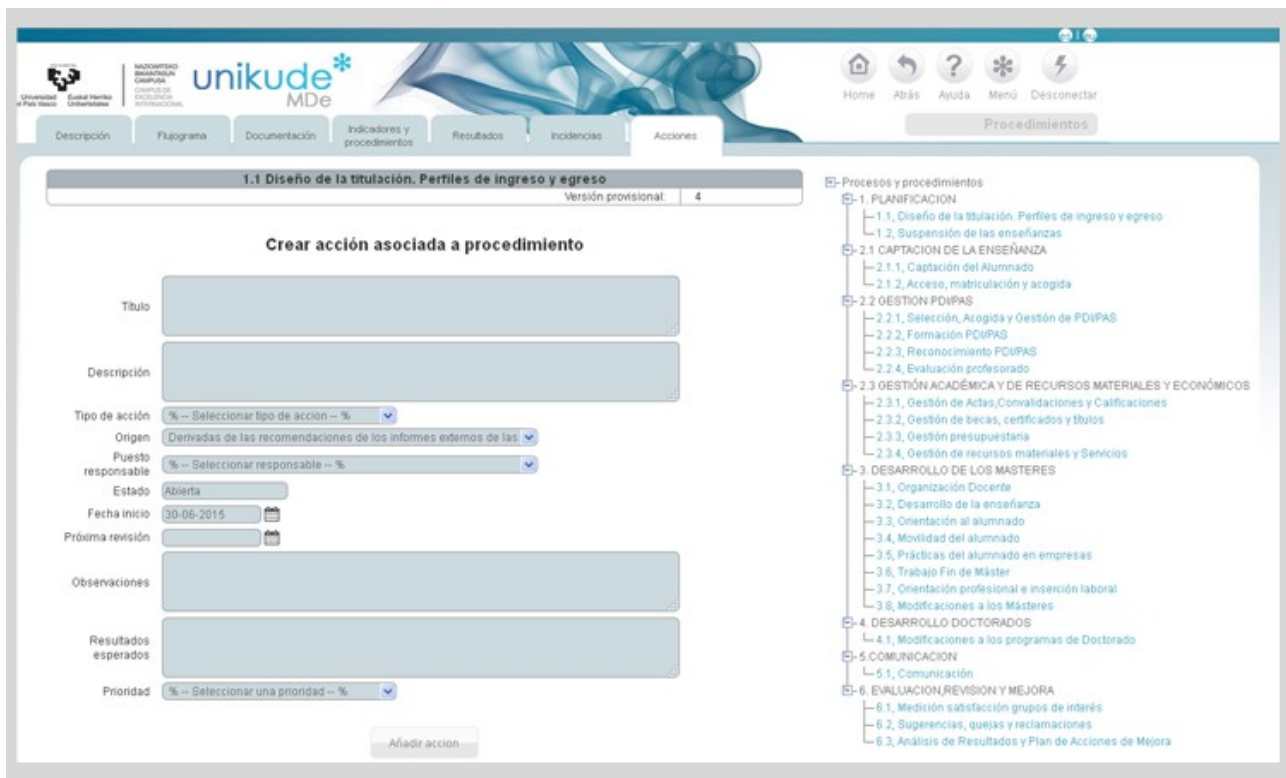 es | eu
Universidad
del País Vasco
Euskal Herriko
Unibertsitatea
NAZIOARTEKO
BIKAINTASUN
CAMPUSA
CAMPUS DE
EXCELENCIA
INTERNACIONAL
unikude*
MDe
Home Atrás Ayuda Menú Desconectar
Procedimientos
Descripción Flujograma Documentación Indicadores y procedimientos Resultados Incidencias Acciones
1.1 Diseño de la titulación. Perfiles de ingreso y egreso
Versión provisional: 4
Crear acción asociada a procedimiento
Título
Descripción
Tipo de acción % -- Seleccionar tipo de accion -- %
Origen Derivadas de las recomendaciones de los informes externos de las
Puesto responsable % -- Seleccionar responsable -- %
Estado Abierta
Fecha inicio 30-06-2015
Próxima revisión
Observaciones
Resultados esperados
Prioridad % -- Seleccionar una prioridad -- %
Añadir accion
Procesos y procedimientos
1. PLANIFICACION
1.1, Diseño de la titulación. Perfiles de ingreso y egreso
1.2, Suspensión de las enseñanzas
2.1 CAPTACION DE LA ENSEÑANZA
2.1.1, Captación del Alumnado
2.1.2, Acceso, matriculación y acogida
2.2 GESTION PDI/PAS
2.2.1, Selección, Acogida y Gestión de PDI/PAS
2.2.2, Formación PDI/PAS
2.2.3, Reconocimiento PDI/PAS
2.2.4, Evaluación profesorado
2.3 GESTIÓN ACADÉMICA Y DE RECURSOS MATERIALES Y ECONÓMICOS
2.3.1, Gestión de Actas,Convalidaciones y Calificaciones
2.3.2, Gestión de becas, certificados y títulos
2.3.3, Gestión presupuestaria
2.3.4, Gestión de recursos materiales y Servicios
3. DESARROLLO DE LOS MASTERES
3.1, Organización Docente
3.2, Desarrollo de la enseñanza
3.3, Orientación al alumnado
3.4, Movilidad del alumnado
3.5, Prácticas del alumnado en empresas
3.6, Trabajo Fin de Máster
3.7, Orientación profesional e inserción laboral
3.8, Modificaciones a los Másteres
4. DESARROLLO DOCTORADOS
4.1, Modificaciones a los programas de Doctorado
5.COMUNICACION
5.1, Comunicación
6. EVALUACION,REVISION Y MEJORA
6.1, Medición satisfacción grupos de interés
6.2, Sugerencias, quejas y reclamaciones
6.3, Análisis de Resultados y Plan de Acciones de Mejora